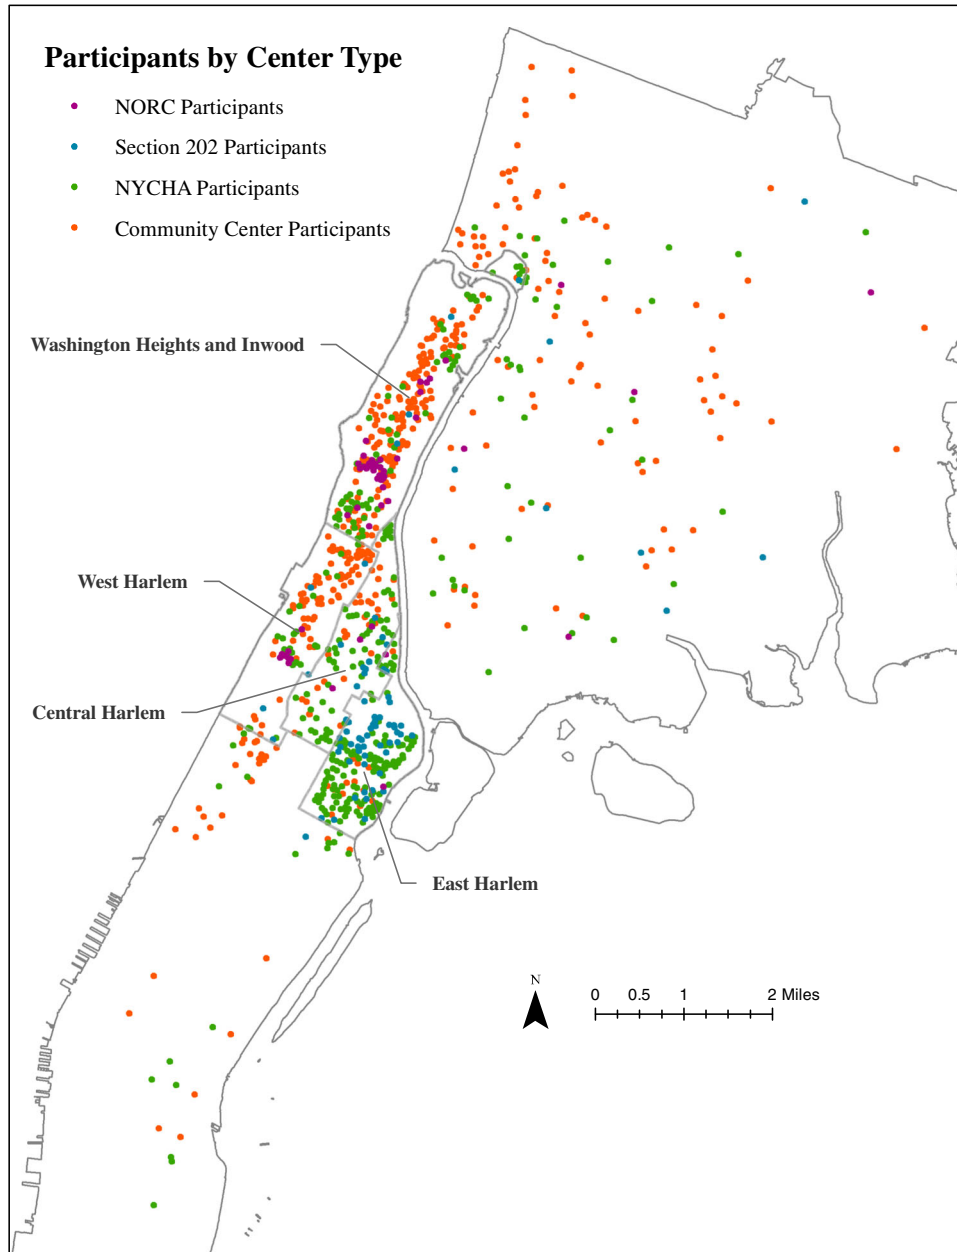 Participants by Center Type
NORC Participants
Section 202 Participants
NYCHA Participants
Community Center Participants
Washington Heights and Inwood
West Harlem
Central Harlem
East Harlem
N
0 0.5 1 2 Miles